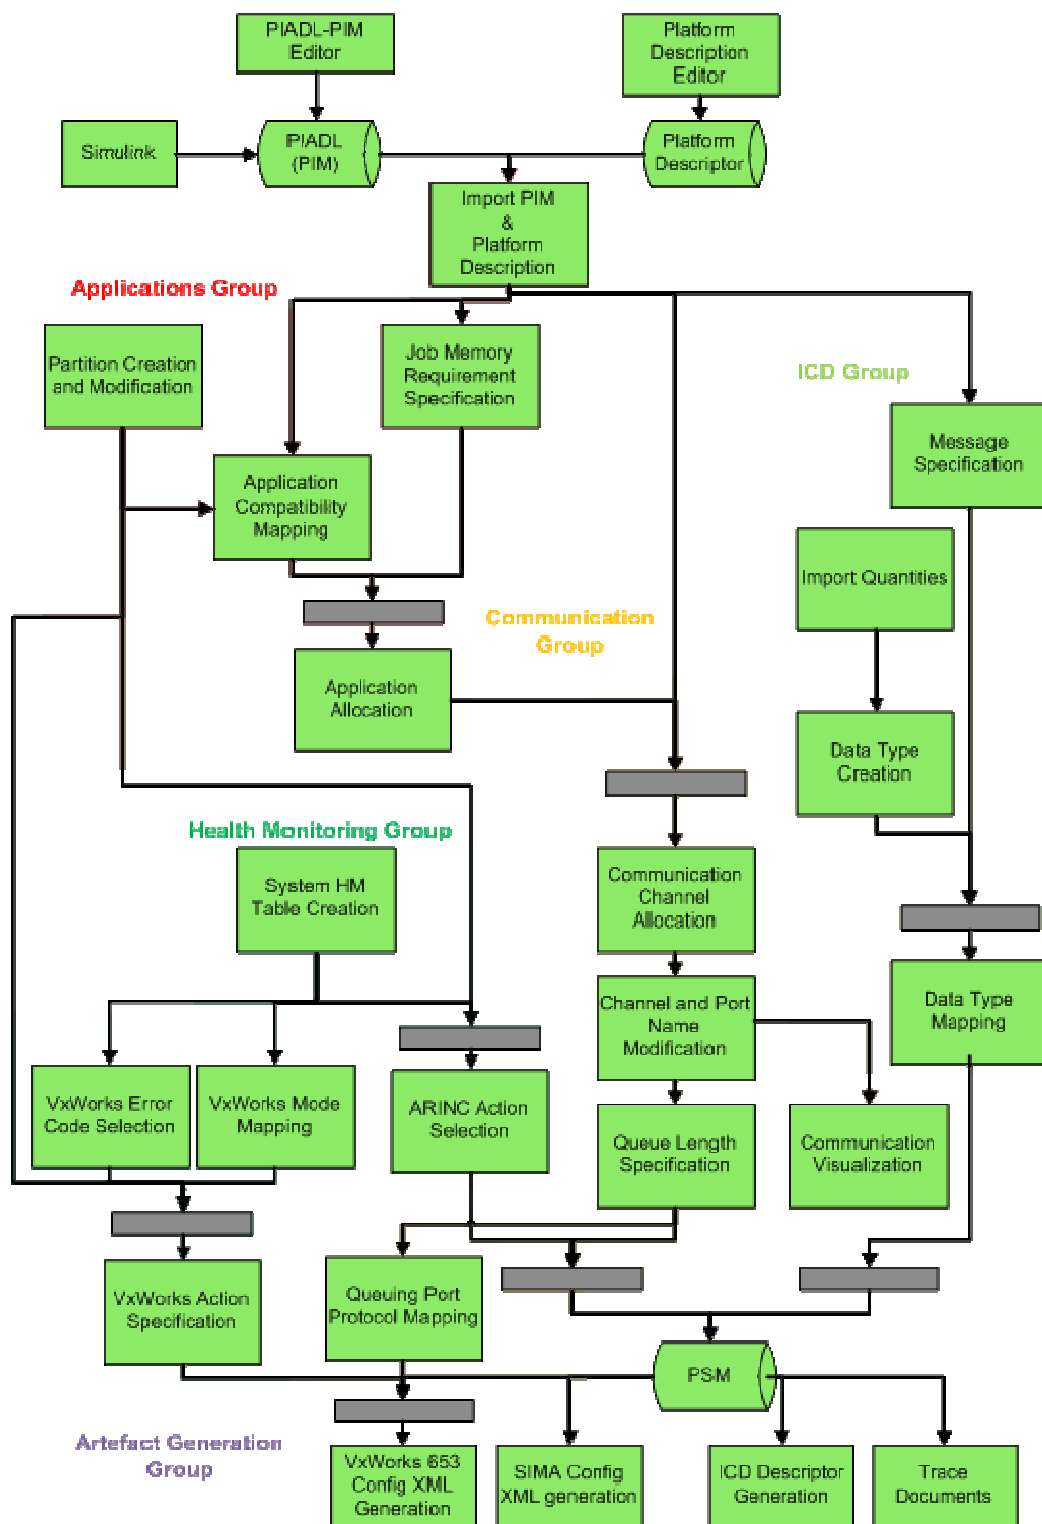 PIADL-PIM
Editor
Platform
Description
Editor
Simulink
PIADL
(PIM)
Platform
Descriptor
Import PIM
&
Platform
Description
Applications Group
Partition Creation
and Modification
Job Memory
Requirement
Specification
ICD Group
Message
Specification
Application
Compatibility
Mapping
Import Quantities
Communication
Group
Application
Allocation
Data Type
Creation
Health Monitoring Group
System HM
Table Creation
Communication
Channel
Allocation
Channel and Port
Name
Modification
Data Type
Mapping
VxWorks Error
Code Selection
VxWorks Mode
Mapping
ARINC Action
Selection
Queue Length
Specification
Communication
Visualization
VxWorks Action
Specification
Queuing Port
Protocol Mapping
PSM
Artefact Generation
Group
VxWorks 653
Config XML
Generation
SIMA Config
XML generation
ICD Descriptor
Generation
Trace
Documents